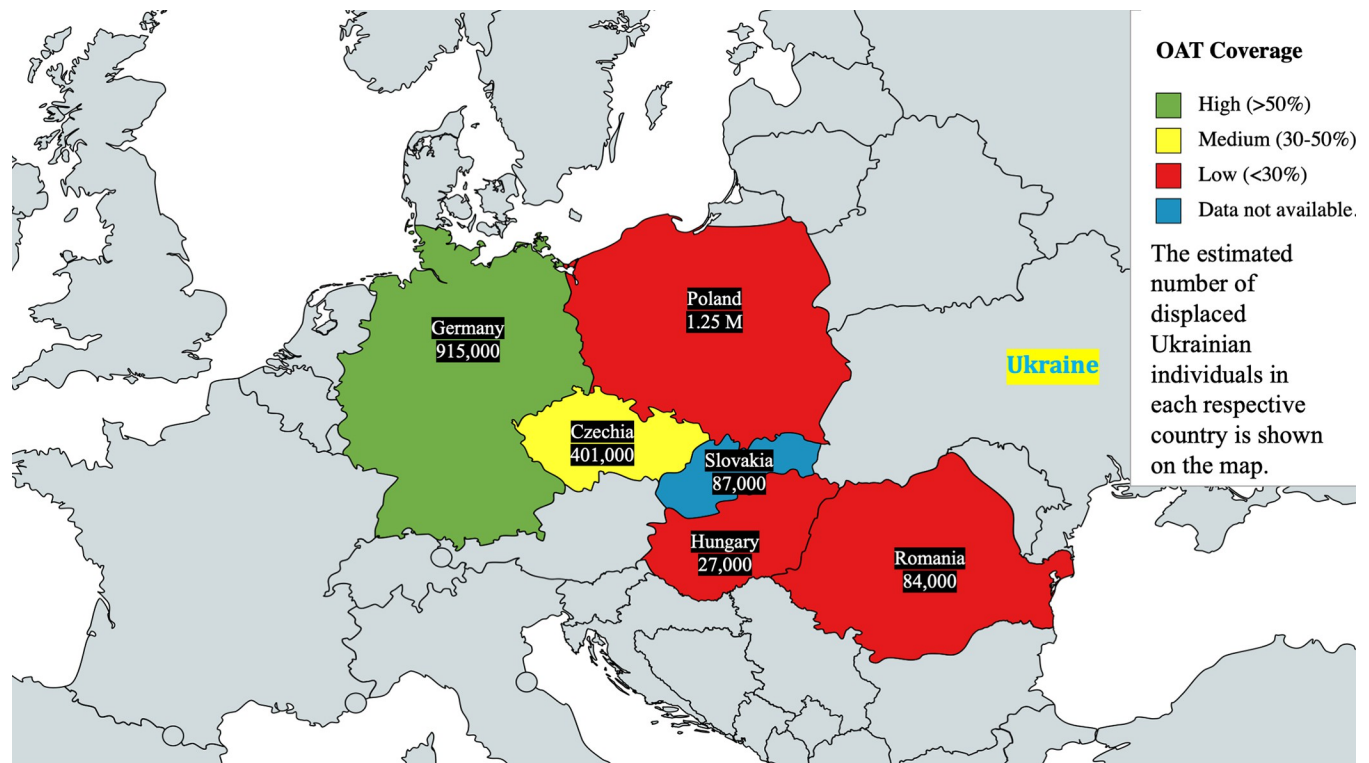 OAT Coverage
High (>50%)
Medium (30-50%)
Low (<30%)
Data not available.
The estimated
number of
displaced
Ukrainian
individuals in
each respective
country is shown
on the map.
Poland
1.25 M
Germany
915,000
Ukraine
Czechia
401,000
Slovakia
87,000
Hungary
27,000
Romania
84,000